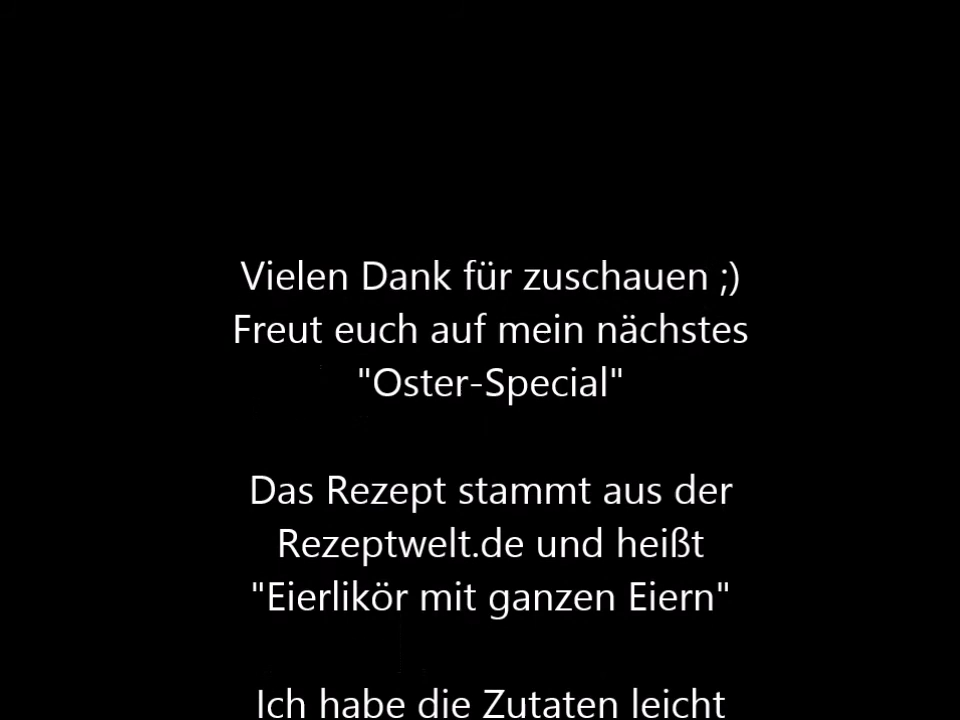 Vielen Dank für zuschauen ;)
Freut euch auf mein nächstes
"Oster-Special"
Das Rezept stammt aus der
Rezeptwelt.de und heißt
"Eierlikör mit ganzen Eiern"
Ich habe die Zutaten leicht